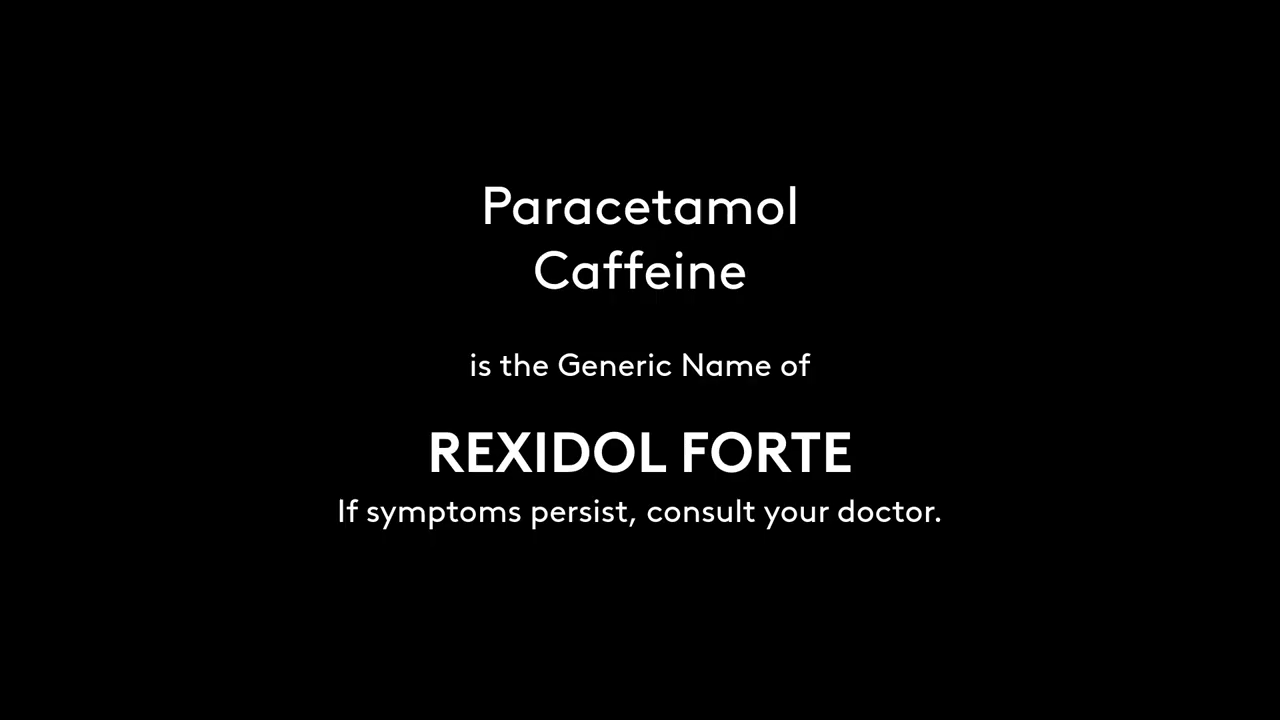 Paracetamol
Caffeine
is the Generic Name of
REXIDOL FORTE
If symptoms persist, consult your doctor.